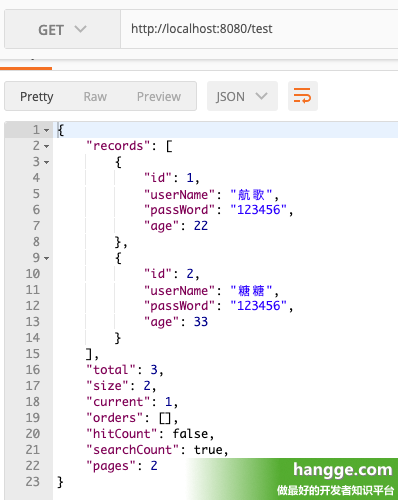 GET http://localhost:8080/test
Pretty Raw Preview JSON
1 {
2 "records": [
3 {
4 "id": 1,
5 "userName": "航歌",
6 "passWord": "123456",
7 "age": 22
8 },
9 {
10 "id": 2,
11 "userName": "糖糖",
12 "passWord": "123456",
13 "age": 33
14 }
15 ],
16 "total": 3,
17 "size": 2,
18 "current": 1,
19 "orders": [],
20 "hitCount": false,
21 "searchCount": true,
22 "pages": 2
23 }
hangge.com
做最好的开发者知识平台